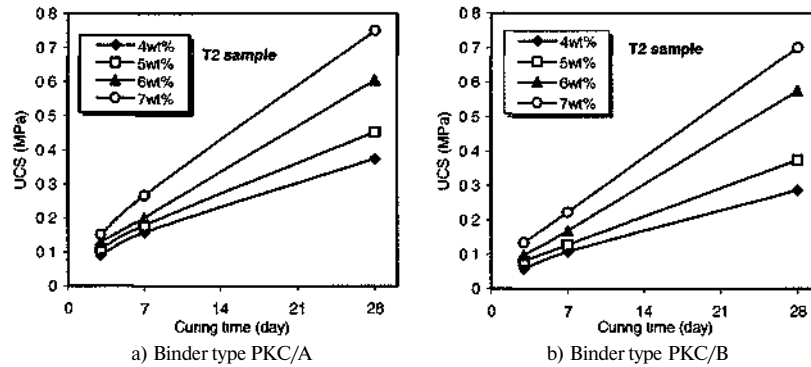 0 8
0 7
0 6
0 5
0 4
0 3
0 2
0 1
0
UCS (MPa)
T2 sample
4wt%
5wt%
6wt%
7wt%
0 7 14 21 28
Curing time (day)
a) Binder type PKC/A
0 8
0 7
0 6
0 5
0 4
0 3
0 2
0 1
0
UCS (MPa)
T2 sample
4wt%
5wt%
6wt%
7wt%
0 7 14 21 28
Curing time (day)
b) Binder type PKC/B